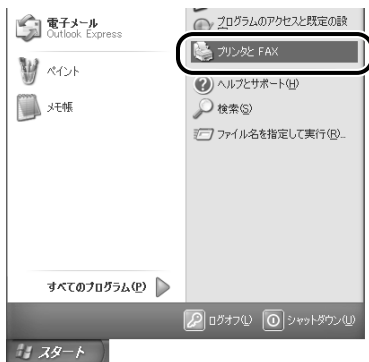 電子メール
Outlook Express
ペイント
メモ帳
すべてのプログラム(P)
プログラムのアクセスと既定の設
プリンタと FAX
ヘルプとサポート(H)
検索(S)
ファイル名を指定して実行(R)...
ログオフ(L)
シャットダウン(U)
スタート